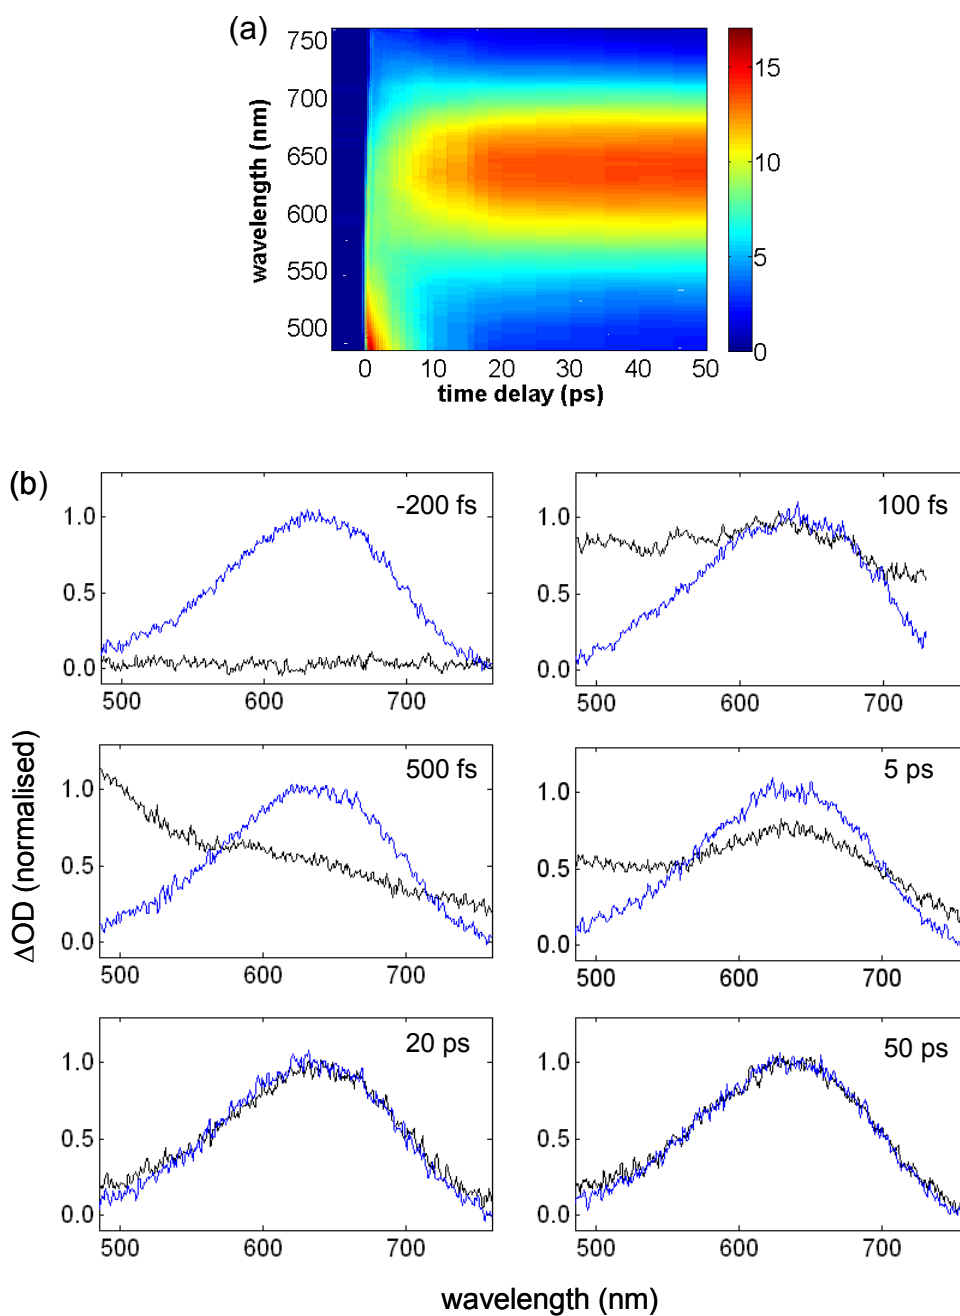 (a)
750
700
650
600
550
500
wavelength (nm)
0 10 20 30 40 50
time delay (ps)
15
10
5
0
(b)
-200 fs
1.0
0.5
0.0
500 600 700
100 fs
1.0
0.5
0.0
500 600 700
500 fs
1.0
0.5
0.0
500 600 700
5 ps
1.0
0.5
0.0
500 600 700
20 ps
1.0
0.5
0.0
500 600 700
50 ps
1.0
0.5
0.0
500 600 700
ΔOD (normalised)
wavelength (nm)